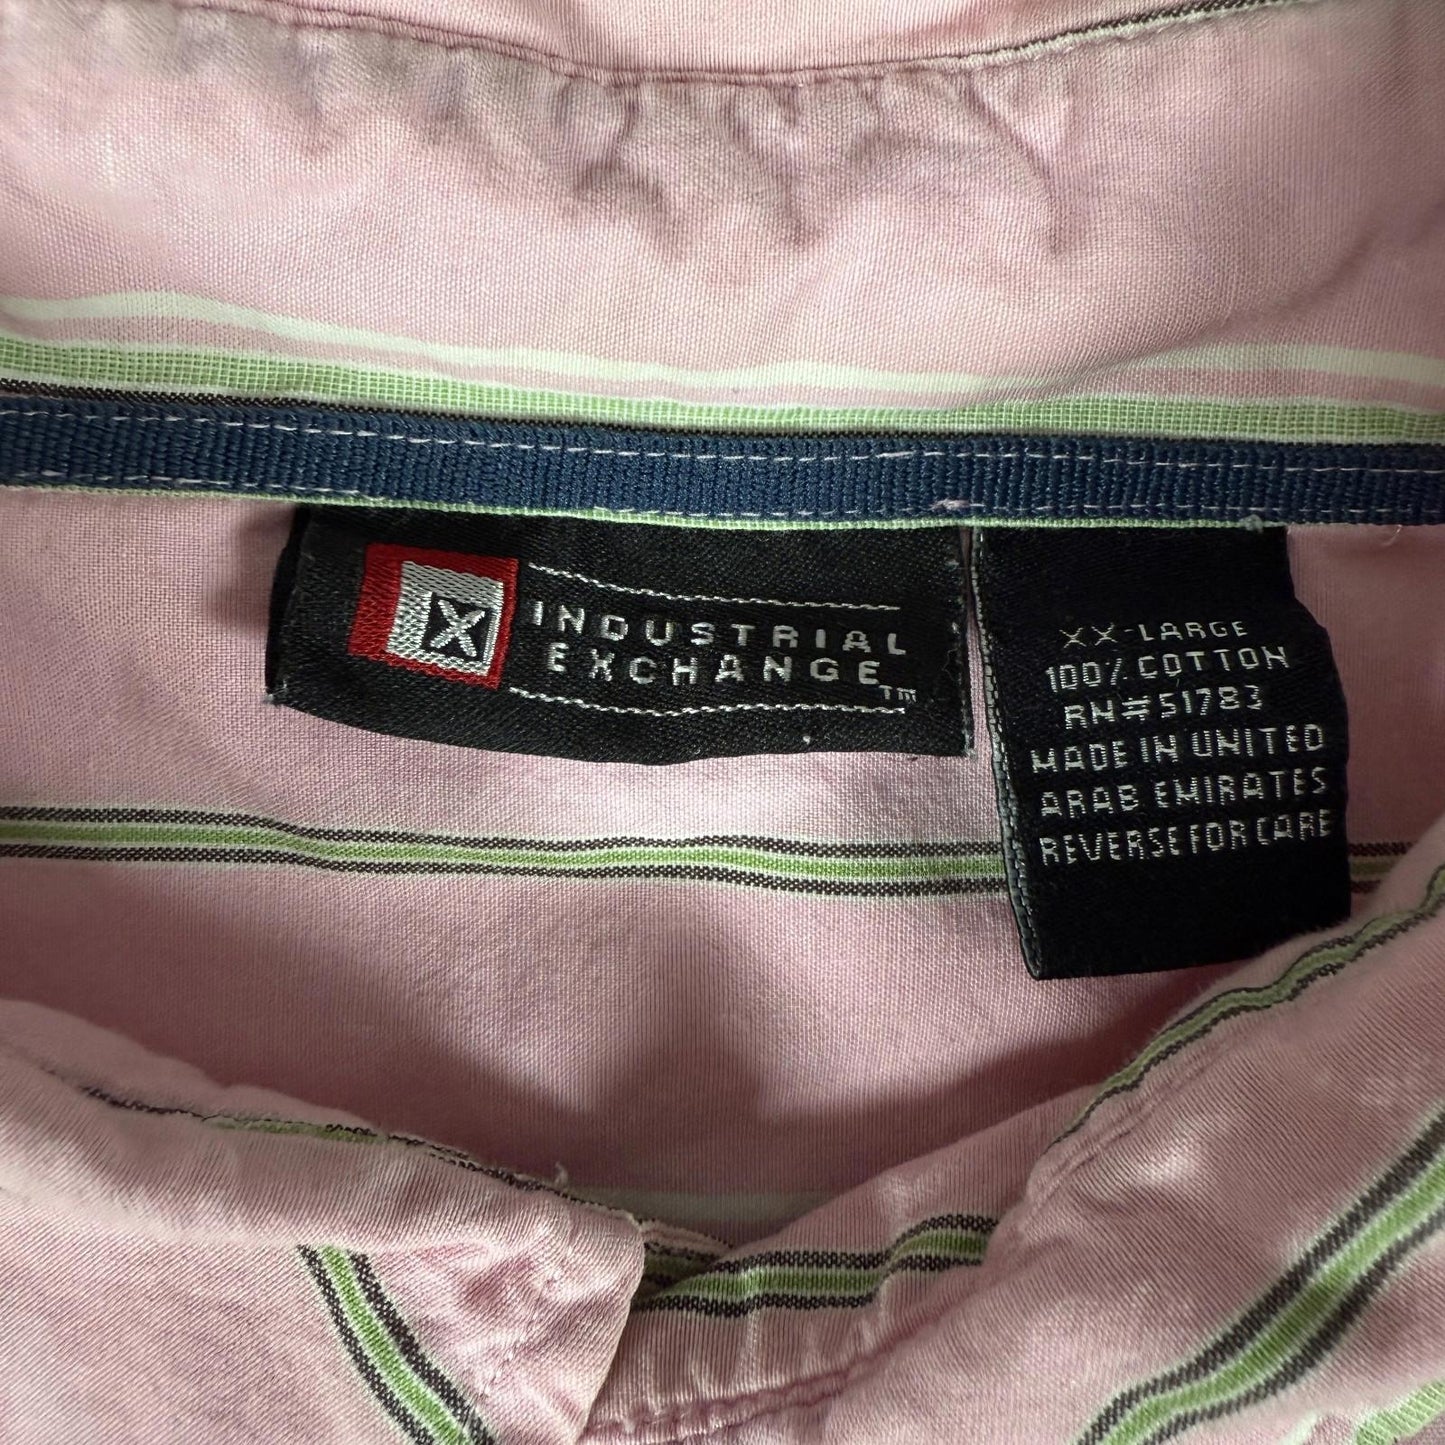 X
INDUSTRIAL
EXCHANGE TM
XX-LARGE
100% COTTON
RN#51783
MADE IN UNITED
ARAB EMIRATES
REVERSE FOR CARE